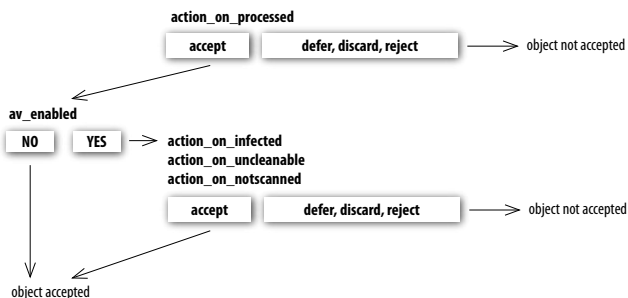 action_on_processed
accept
defer, discard, reject
object not accepted
av_enabled
NO
YES
action_on_infected
action_on_uncleanable
action_on_notscanned
accept
defer, discard, reject
object not accepted
object accepted